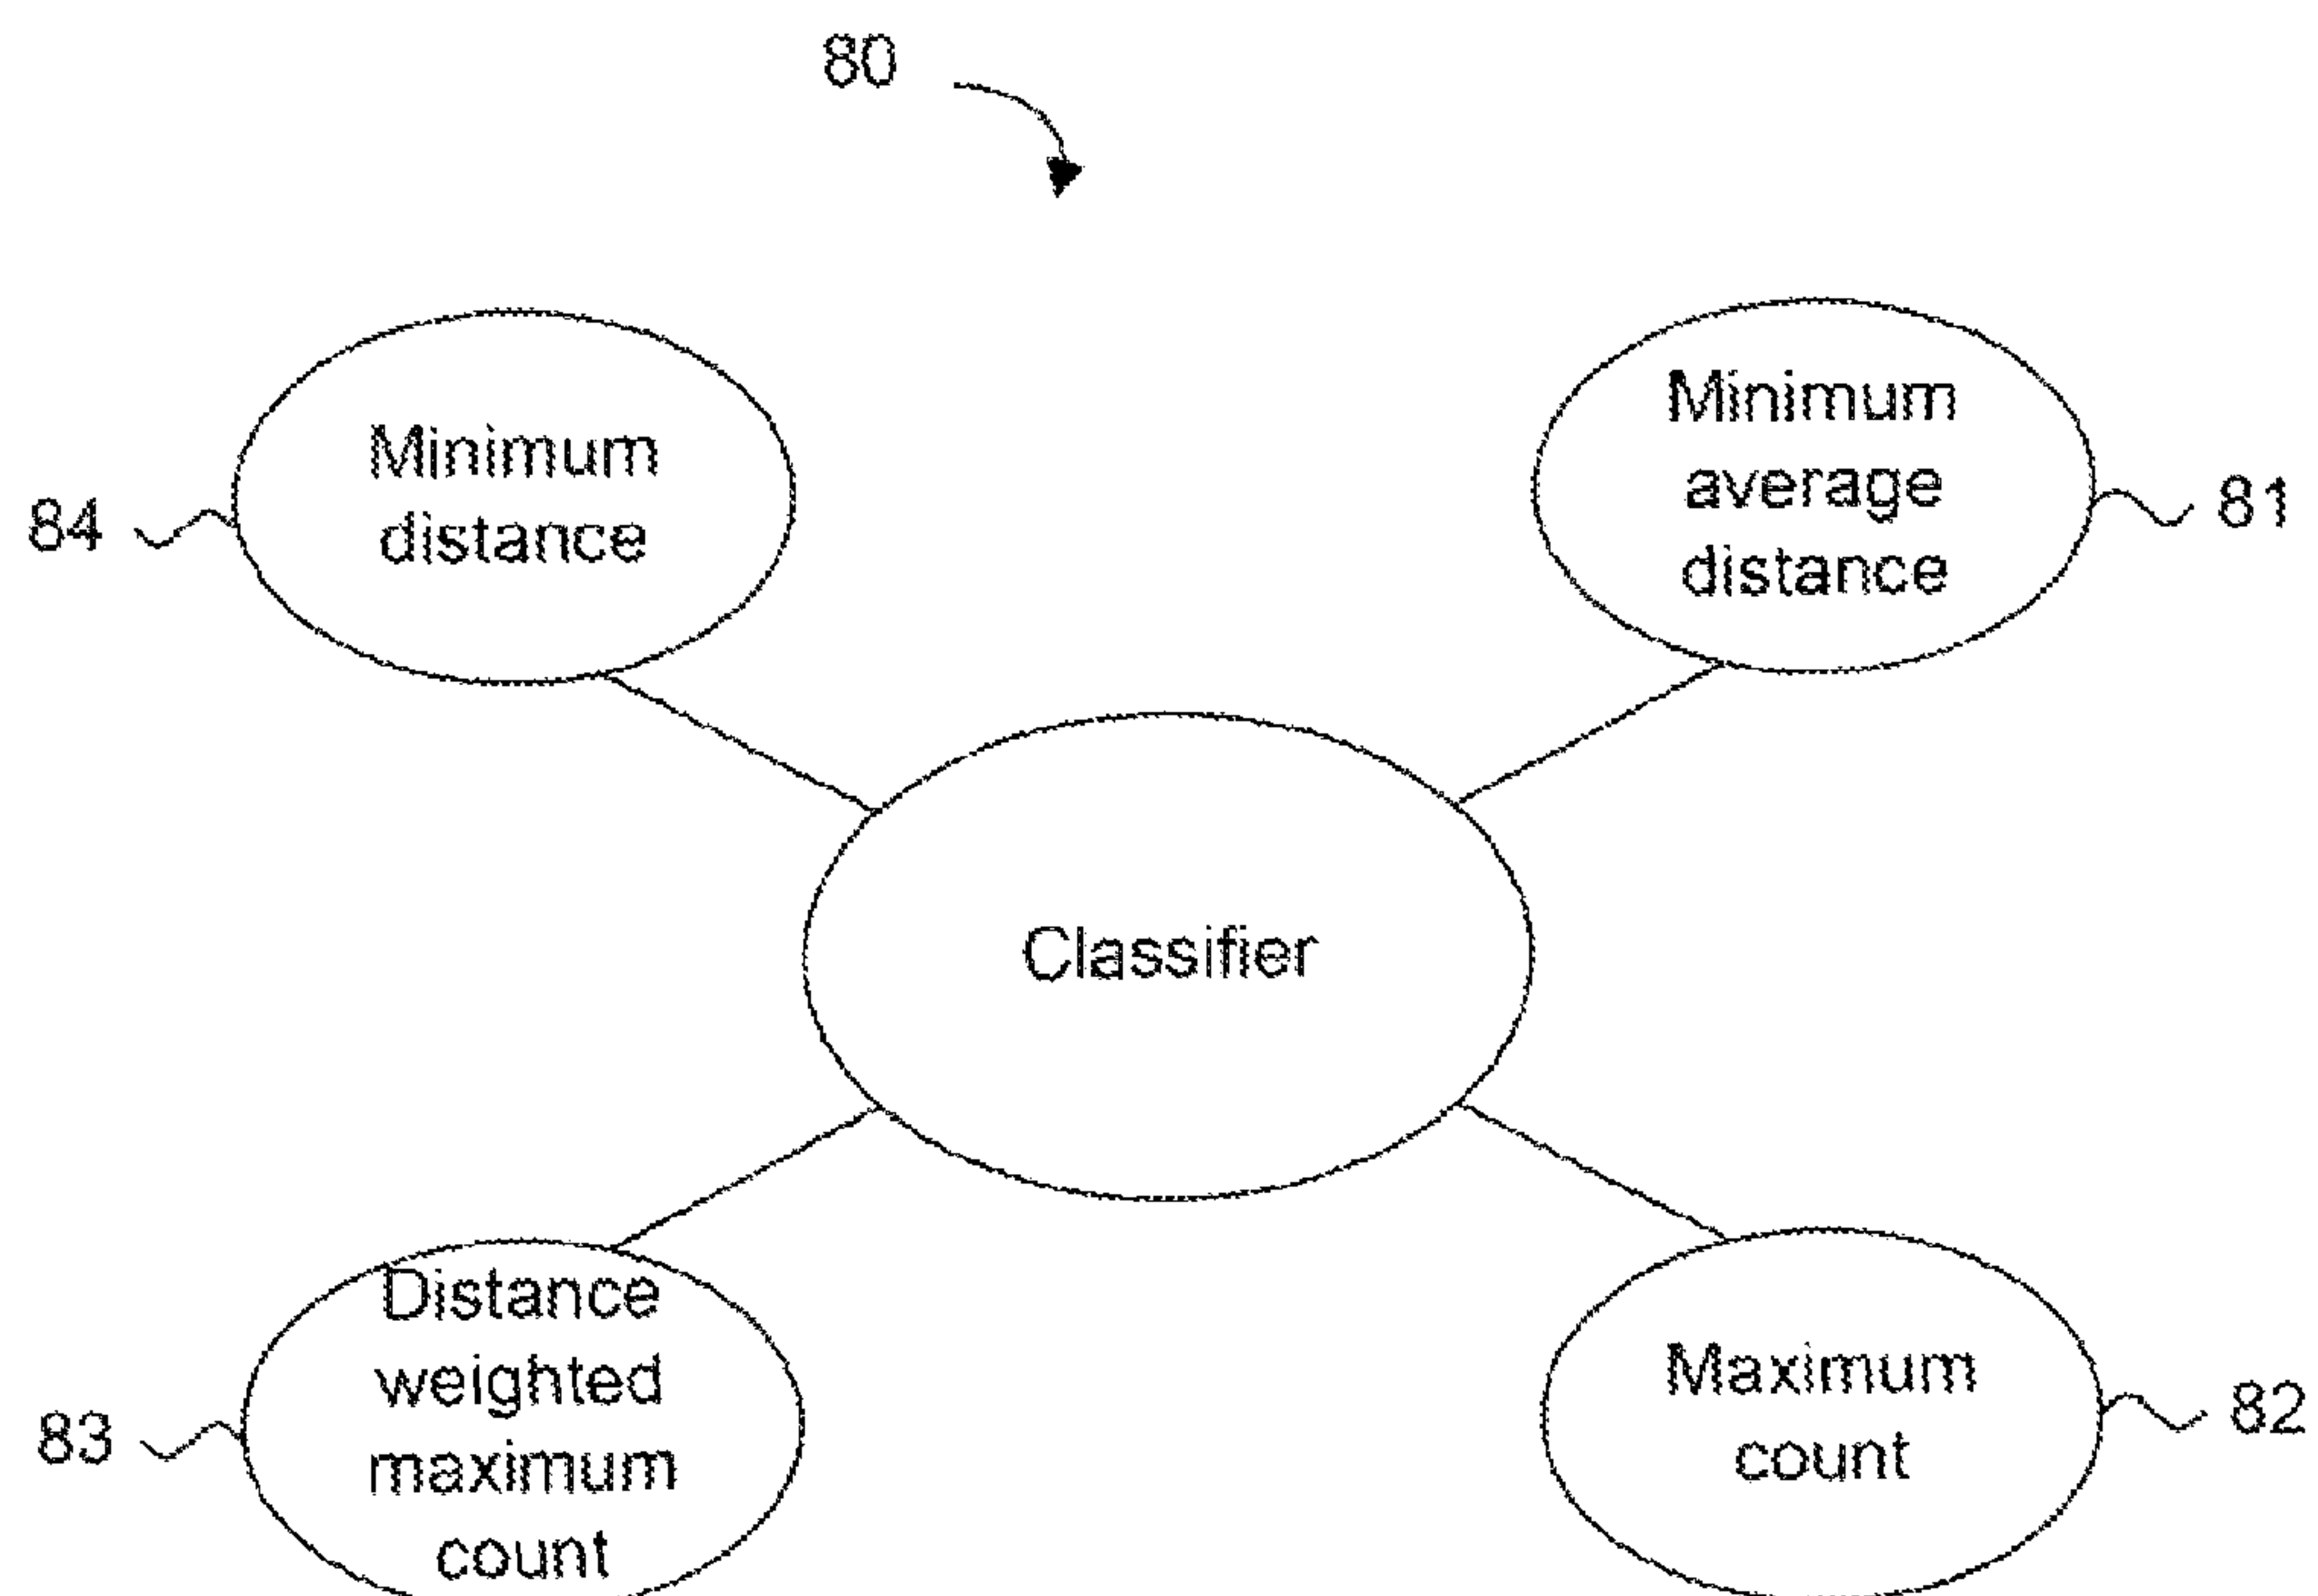 80
Minimum
distance
84
Minimum
average
distance
81
Classifier
Distance
weighted
maximum
count
83
Maximum
count
82